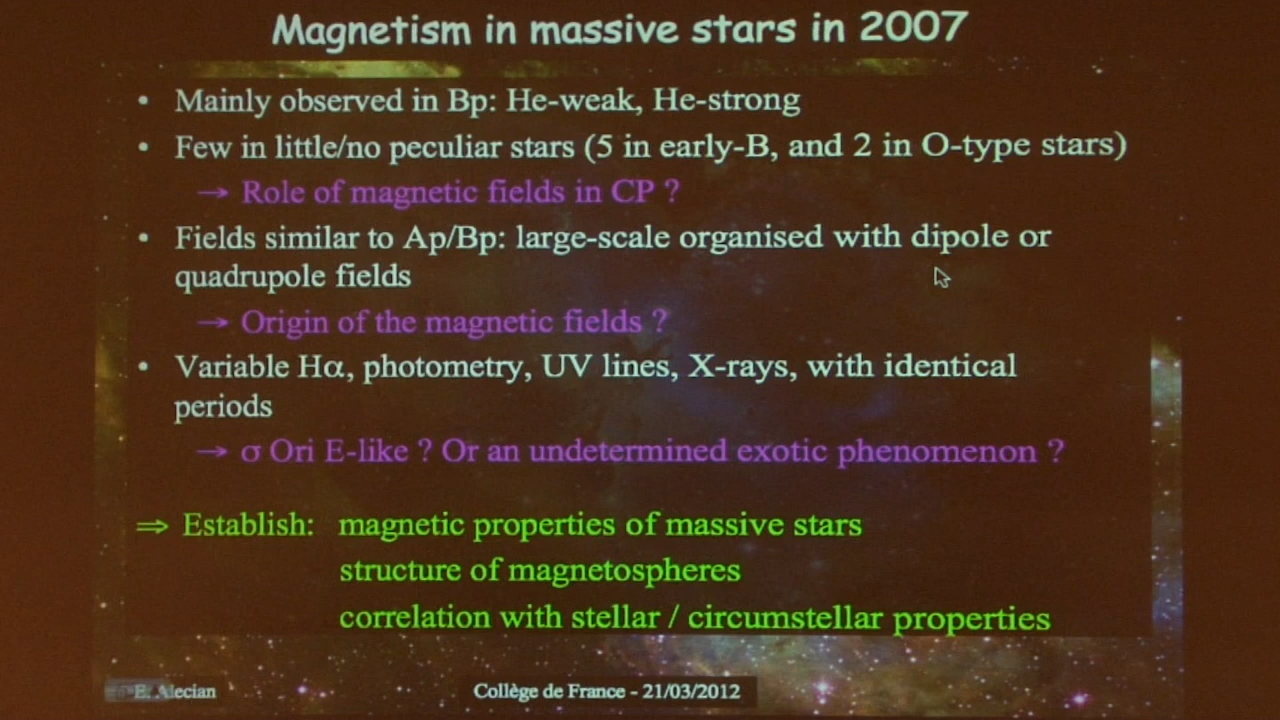 Magnetism in massive stars in 2007
• Mainly observed in Bp: He-weak, He-strong
• Few in little/no peculiar stars (5 in early-B, and 2 in O-type stars)
→ Role of magnetic fields in CP ?
• Fields similar to Ap/Bp: large-scale organised with dipole or
quadrupole fields
→ Origin of the magnetic fields ?
• Variable Hα, photometry, UV lines, X-rays, with identical
periods
→ σ Ori E-like ? Or an undetermined exotic phenomenon ?
⇒ Establish: magnetic properties of massive stars
structure of magnetospheres
correlation with stellar / circumstellar properties
E. Alecian
Collège de France - 21/03/2012